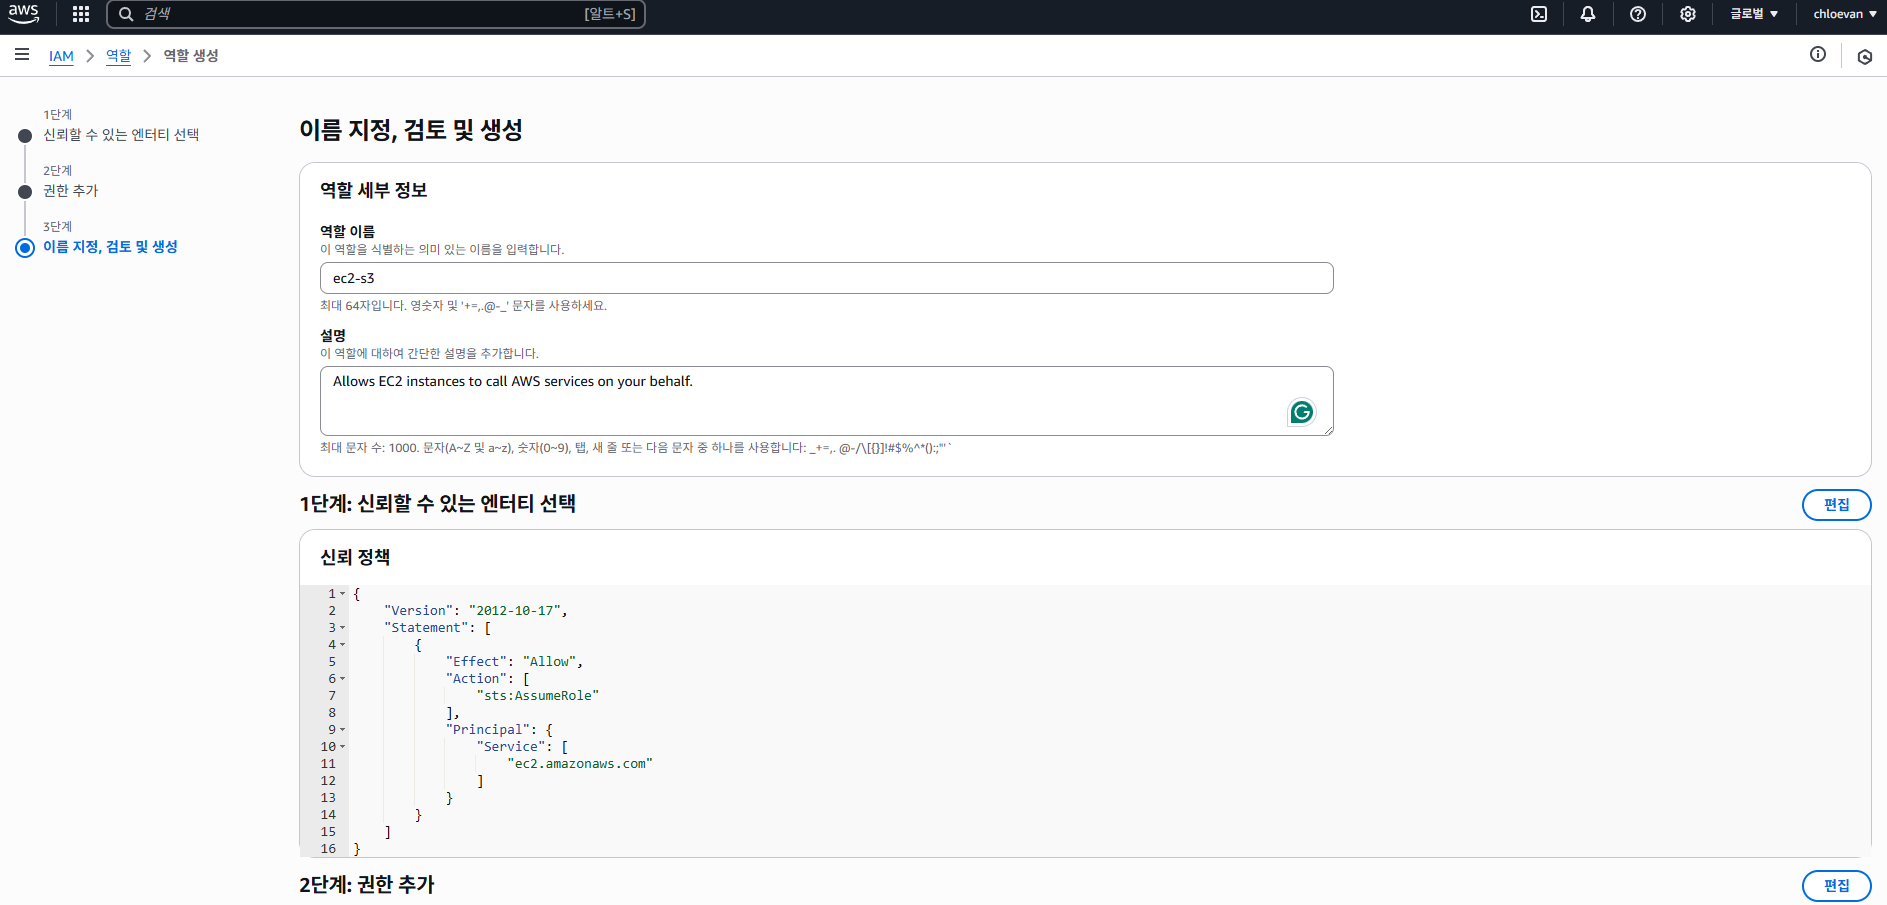 aws
검색
[알트+S]
글로벌
chloevan
IAM
역할
역할 생성
1단계
신뢰할 수 있는 엔터티 선택
2단계
권한 추가
3단계
이름 지정, 검토 및 생성
이름 지정, 검토 및 생성
역할 세부 정보
역할 이름
이 역할을 식별하는 의미 있는 이름을 입력합니다.
ec2-s3
최대 64자입니다. 영숫자 및 '+=,.@-_' 문자를 사용하세요.
설명
이 역할에 대하여 간단한 설명을 추가합니다.
Allows EC2 instances to call AWS services on your behalf.
최대 문자 수: 1000. 문자(A~Z 및 a~z), 숫자(0~9), 탭, 새 줄 또는 다음 문자 중 하나를 사용합니다: _+=,. @-/\[{}]!#$%^*();:"'`
1단계: 신뢰할 수 있는 엔터티 선택
편집
신뢰 정책
1 {
2 "Version": "2012-10-17",
3 "Statement": [
4 {
5 "Effect": "Allow",
6 "Action": [
7 "sts:AssumeRole"
8 ],
9 "Principal": {
10 "Service": [
11 "ec2.amazonaws.com"
12 ]
13 }
14 }
15 ]
16 }
2단계: 권한 추가
편집